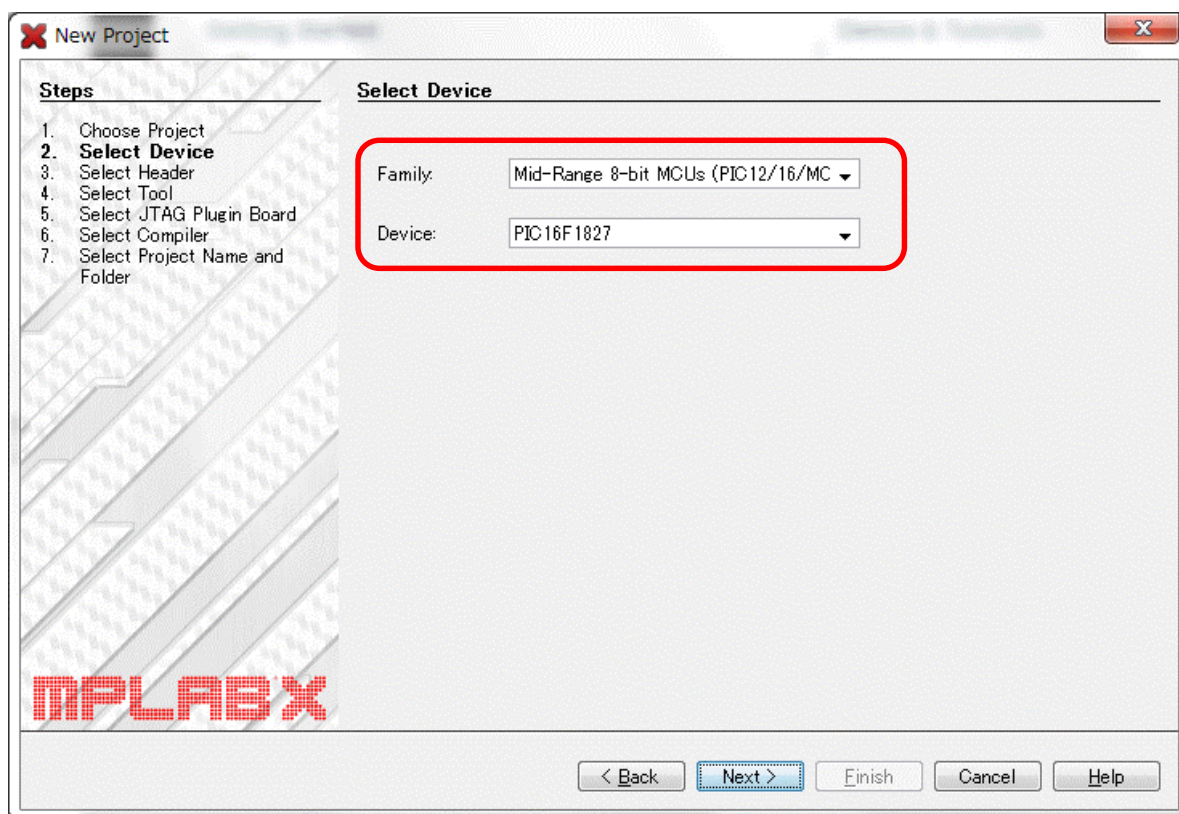 New Project
Steps
1. Choose Project
2. Select Device
3. Select Header
4. Select Tool
5. Select JTAG Plugin Board
6. Select Compiler
7. Select Project Name and
Folder
Select Device
Family: Mid-Range 8-bit MCUs (PIC12/16/MC
Device: PIC16F1827
MPLAB X
< Back Next > Finish Cancel Help